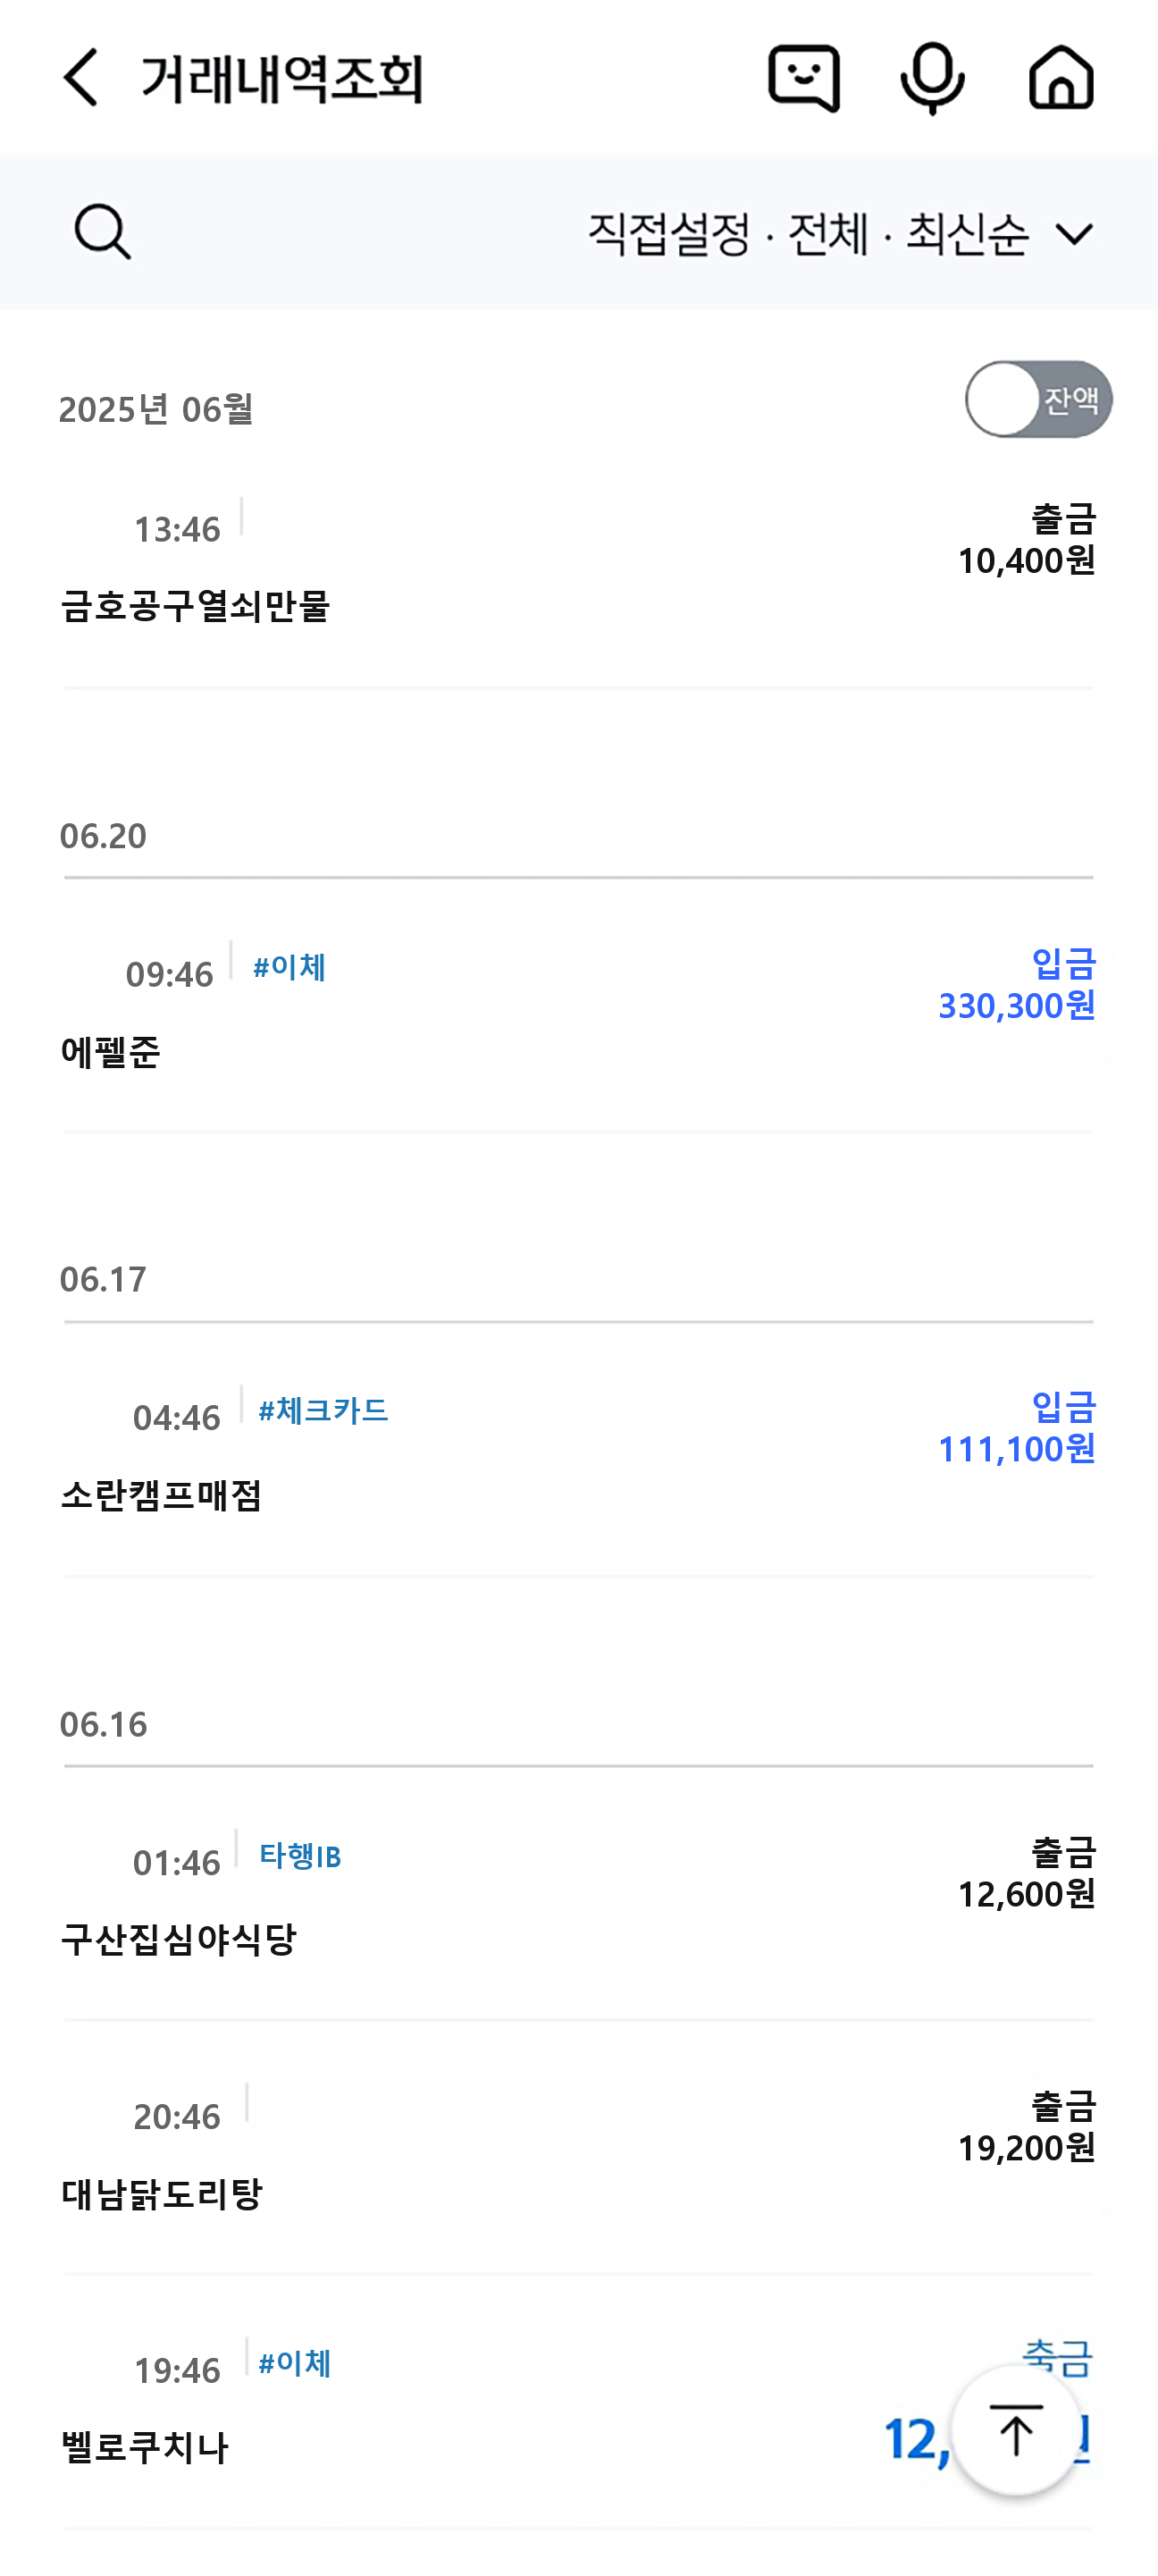 거래내역조회
직접설정 · 전체 · 최신순
2025년 06월
잔액
13:46
출금
10,400원
금호공구열쇠만물
06.20
09:46 #이체
입금
330,300원
에펠준
06.17
04:46 #체크카드
입금
111,100원
소란캠프매점
06.16
01:46 타행IB
출금
12,600원
구산집심야식당
20:46
출금
19,200원
대남닭도리탕
19:46 #이체
출금
벨로쿠치나